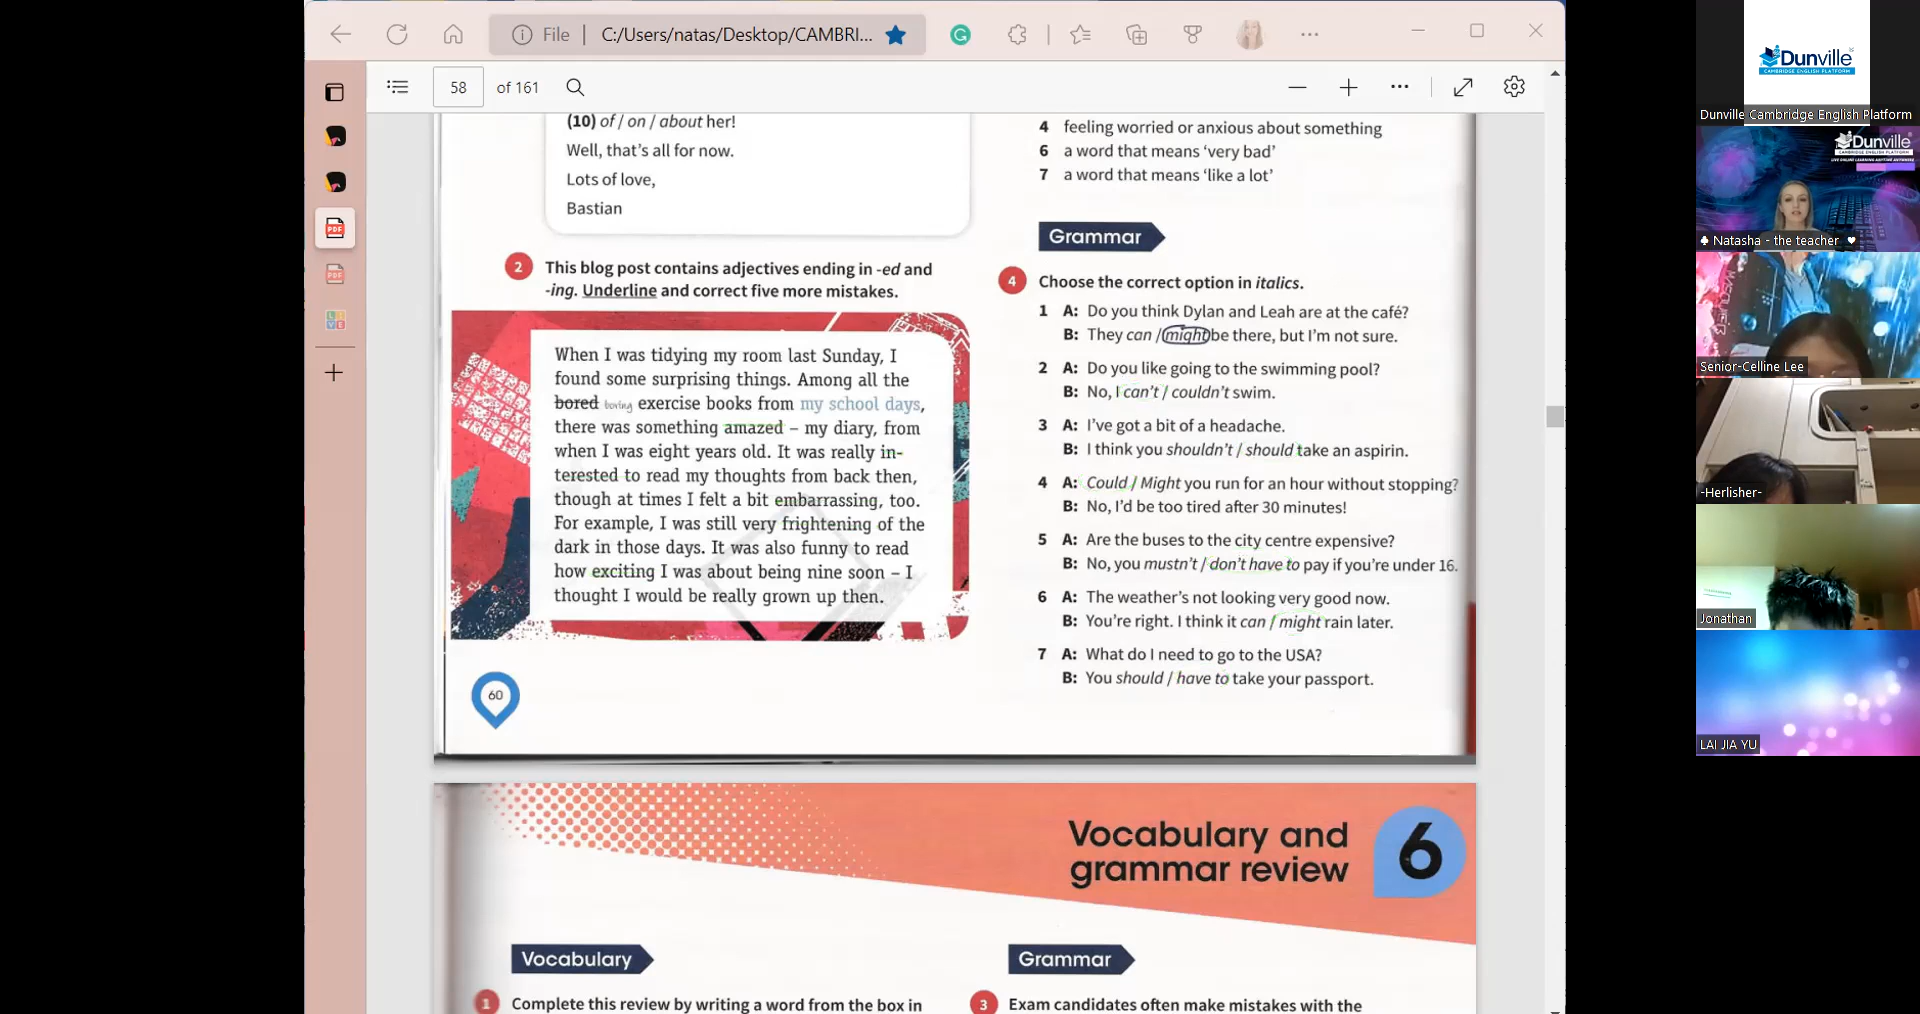 File
C:/Users/natas/Desktop/CAMBRI...
58
of 161
(10) of / on / about her!
Well, that's all for now.
Lots of love,
Bastian
2 This blog post contains adjectives ending in -ed and
-ing. Underline and correct five more mistakes.
When I was tidying my room last Sunday, I
found some surprising things. Among all the
bored boring exercise books from my school days,
there was something amazed – my diary, from
when I was eight years old. It was really in-
terested to read my thoughts from back then,
though at times I felt a bit embarrassing, too.
For example, I was still very frightening of the
dark in those days. It was also funny to read
how exciting I was about being nine soon – I
thought I would be really grown up then.
60
4 feeling worried or anxious about something
6 a word that means 'very bad'
7 a word that means 'like a lot'
Grammar
4 Choose the correct option in italics.
1 A: Do you think Dylan and Leah are at the café?
B: They can / might be there, but I'm not sure.
2 A: Do you like going to the swimming pool?
B: No, I can't / couldn't swim.
3 A: I've got a bit of a headache.
B: I think you shouldn't / should take an aspirin.
4 A: Could / Might you run for an hour without stopping?
B: No, I'd be too tired after 30 minutes!
5 A: Are the buses to the city centre expensive?
B: No, you mustn't / don't have to pay if you're under 16.
6 A: The weather's not looking very good now.
B: You're right. I think it can / might rain later.
7 A: What do I need to go to the USA?
B: You should / have to take your passport.
Vocabulary and
grammar review
6
Vocabulary
1 Complete this review by writing a word from the box in
Grammar
3 Exam candidates often make mistakes with the
Dunville
CAMBRIDGE ENGLISH PLATFORM
Dunville Cambridge English Platform
Dunville
CAMBRIDGE ENGLISH PLATFORM
LIVE ONLINE LEARNING ANYTIME ANYWHERE
Natasha - the teacher
Senior-Celline Lee
-Herlisher-
Jonathan
LAI JIA YU